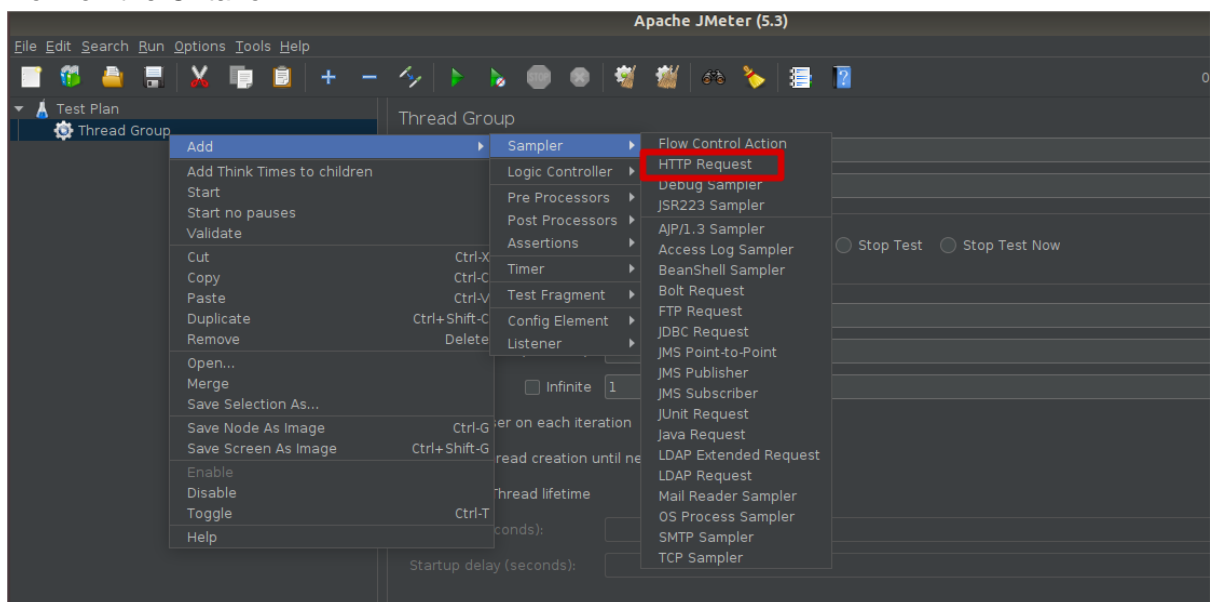 Apache JMeter (5.3)
File Edit Search Run Options Tools Help
STOP
?
0
Test Plan
Thread Group
Thread Group
Add
Add Think Times to children
Start
Start no pauses
Validate
Cut Ctrl-X
Copy Ctrl-C
Paste Ctrl-V
Duplicate Ctrl+Shift-C
Remove Delete
Open...
Merge
Save Selection As...
Save Node As Image Ctrl-G
Save Screen As Image Ctrl+Shift-G
Enable
Disable
Toggle Ctrl-T
Help
Sampler
Logic Controller
Pre Processors
Post Processors
Assertions
Timer
Test Fragment
Config Element
Listener
Flow Control Action
HTTP Request
Debug Sampler
JSR223 Sampler
AJP/1.3 Sampler
Access Log Sampler
BeanShell Sampler
Bolt Request
FTP Request
JDBC Request
JMS Point-to-Point
JMS Publisher
JMS Subscriber
JUnit Request
Java Request
LDAP Extended Request
LDAP Request
Mail Reader Sampler
OS Process Sampler
SMTP Sampler
TCP Sampler
Stop Test Stop Test Now
Infinite 1
er on each iteration
read creation until ne
Thread lifetime
conds):
Startup delay (seconds):